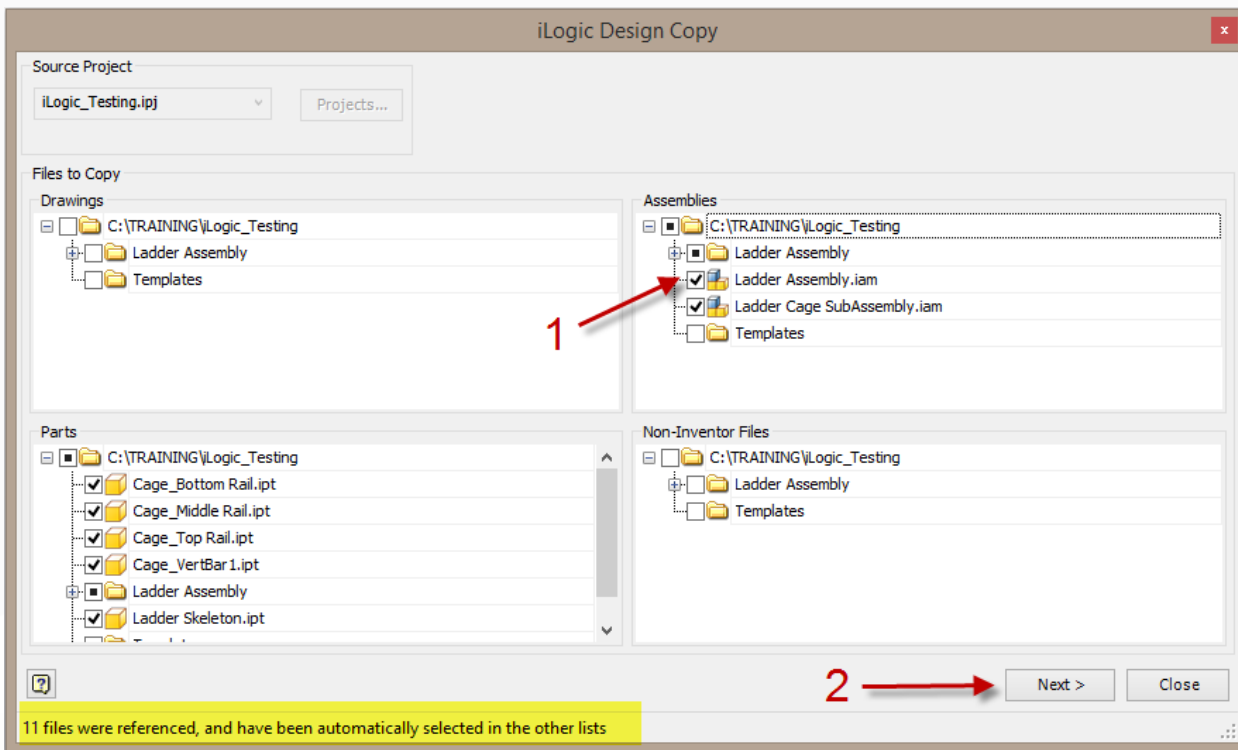 iLogic Design Copy
x
Source Project
iLogic_Testing.ipj
Projects...
Files to Copy
Drawings
C:\TRAINING\iLogic_Testing
Ladder Assembly
Templates
Assemblies
C:\TRAINING\iLogic_Testing
Ladder Assembly
Ladder Assembly.iam
Ladder Cage SubAssembly.iam
Templates
1
Parts
C:\TRAINING\iLogic_Testing
Cage_Bottom Rail.ipt
Cage_Middle Rail.ipt
Cage_Top Rail.ipt
Cage_VertBar1.ipt
Ladder Assembly
Ladder Skeleton.ipt
Non-Inventor Files
C:\TRAINING\iLogic_Testing
Ladder Assembly
Templates
?
2
Next >
Close
11 files were referenced, and have been automatically selected in the other lists